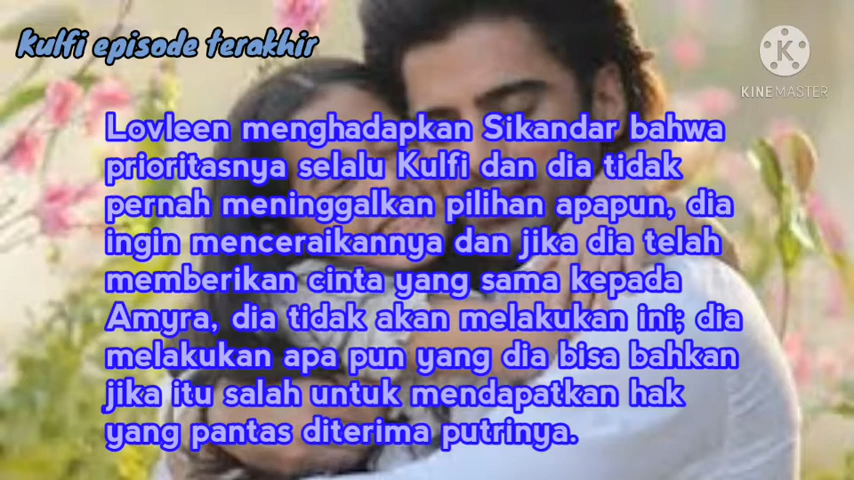 Kulfi episode terakhir
K
KINEMASTER
Lovleen menghadapkan Sikandar bahwa
prioritasnya selalu Kulfi dan dia tidak
pernah meninggalkan pilihan apapun, dia
ingin menceraikannya dan jika dia telah
memberikan cinta yang sama kepada
Amyra, dia tidak akan melakukan ini; dia
melakukan apa pun yang dia bisa bahkan
jika itu salah untuk mendapatkan hak
yang pantas diterima putrinya.